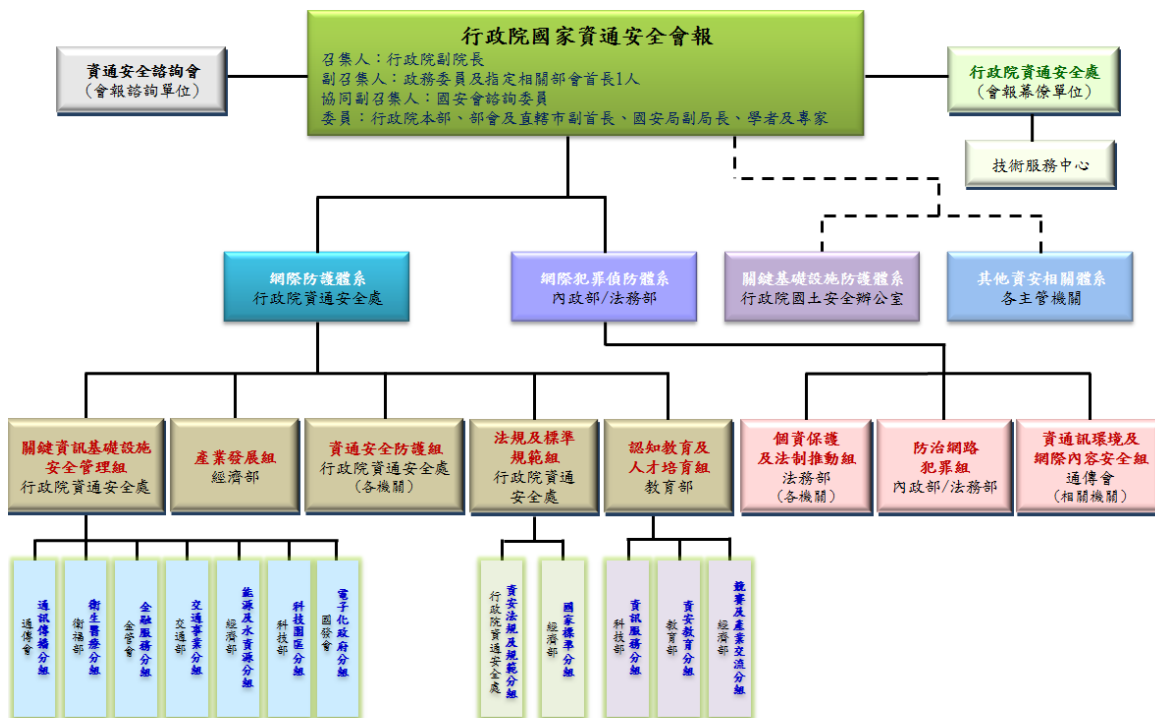 行政院國家資通安全會報
召集人：行政院副院長
副召集人：政務委員及指定相關部會首長1人
協同副召集人：國安會諮詢委員
委員：行政院本部、部會及直轄市副首長、國安局副局長、學者及專家
資通安全諮詢會
(會報諮詢單位)
行政院資通安全處
(會報幕僚單位)
技術服務中心
網際防護體系
行政院資通安全處
網際犯罪偵防體系
內政部/法務部
關鍵基礎設施防護體系
行政院國土安全辦公室
其他資安相關體系
各主管機關
關鍵資訊基礎設施
安全管理組
行政院資通安全處
產業發展組
經濟部
資通安全防護組
行政院資通安全處
(各機關)
法規及標準
規範組
行政院資通
安全處
認知教育及
人才培育組
教育部
個資保護
及法制推動組
法務部
(各機關)
防治網路
犯罪組
內政部/法務部
資通訊環境及
網際內容安全組
通傳會
(相關機關)
通訊傳播分組
通傳會
衛生醫療分組
衛福部
金融服務分組
金管會
交通事業分組
交通部
能源及水資源分組
經濟部
科技園區分組
科技部
電子化政府分組
國發會
資安法規及規範分組
行政院資通安全處
國家標準分組
經濟部
資訊服務分組
科技部
資安教育分組
教育部
競賽及產業交流分組
經濟部